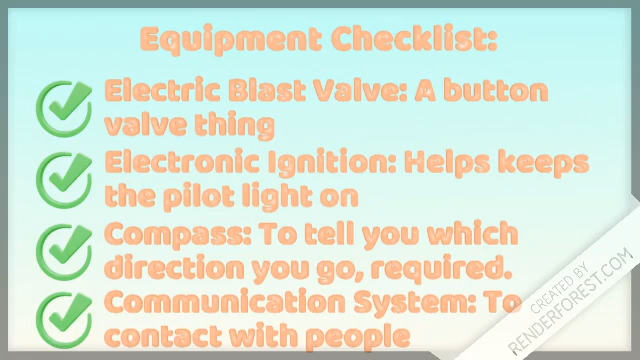 Equipment Checklist:
Electric Blast Valve: A button
valve thing
Electronic Ignition: Helps keeps
the pilot light on
Compass: To tell you which
direction you go, required.
Communication System: To
contact with people
CREATED BY
RENDERFOREST.COM